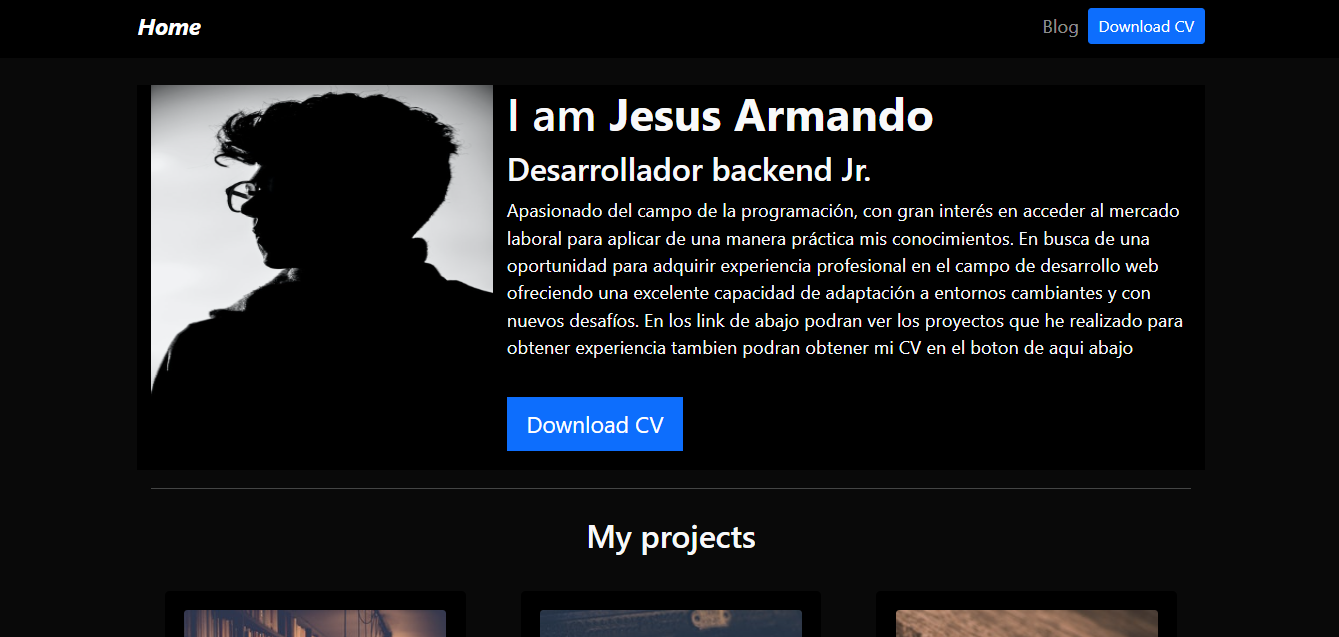 Home
Blog
Download CV
I am Jesus Armando
Desarrollador backend Jr.
Apasionado del campo de la programación, con gran interés en acceder al mercado
laboral para aplicar de una manera práctica mis conocimientos. En busca de una
oportunidad para adquirir experiencia profesional en el campo de desarrollo web
ofreciendo una excelente capacidad de adaptación a entornos cambiantes y con
nuevos desafíos. En los link de abajo podran ver los proyectos que he realizado para
obtener experiencia tambien podran obtener mi CV en el boton de aqui abajo
Download CV
My projects